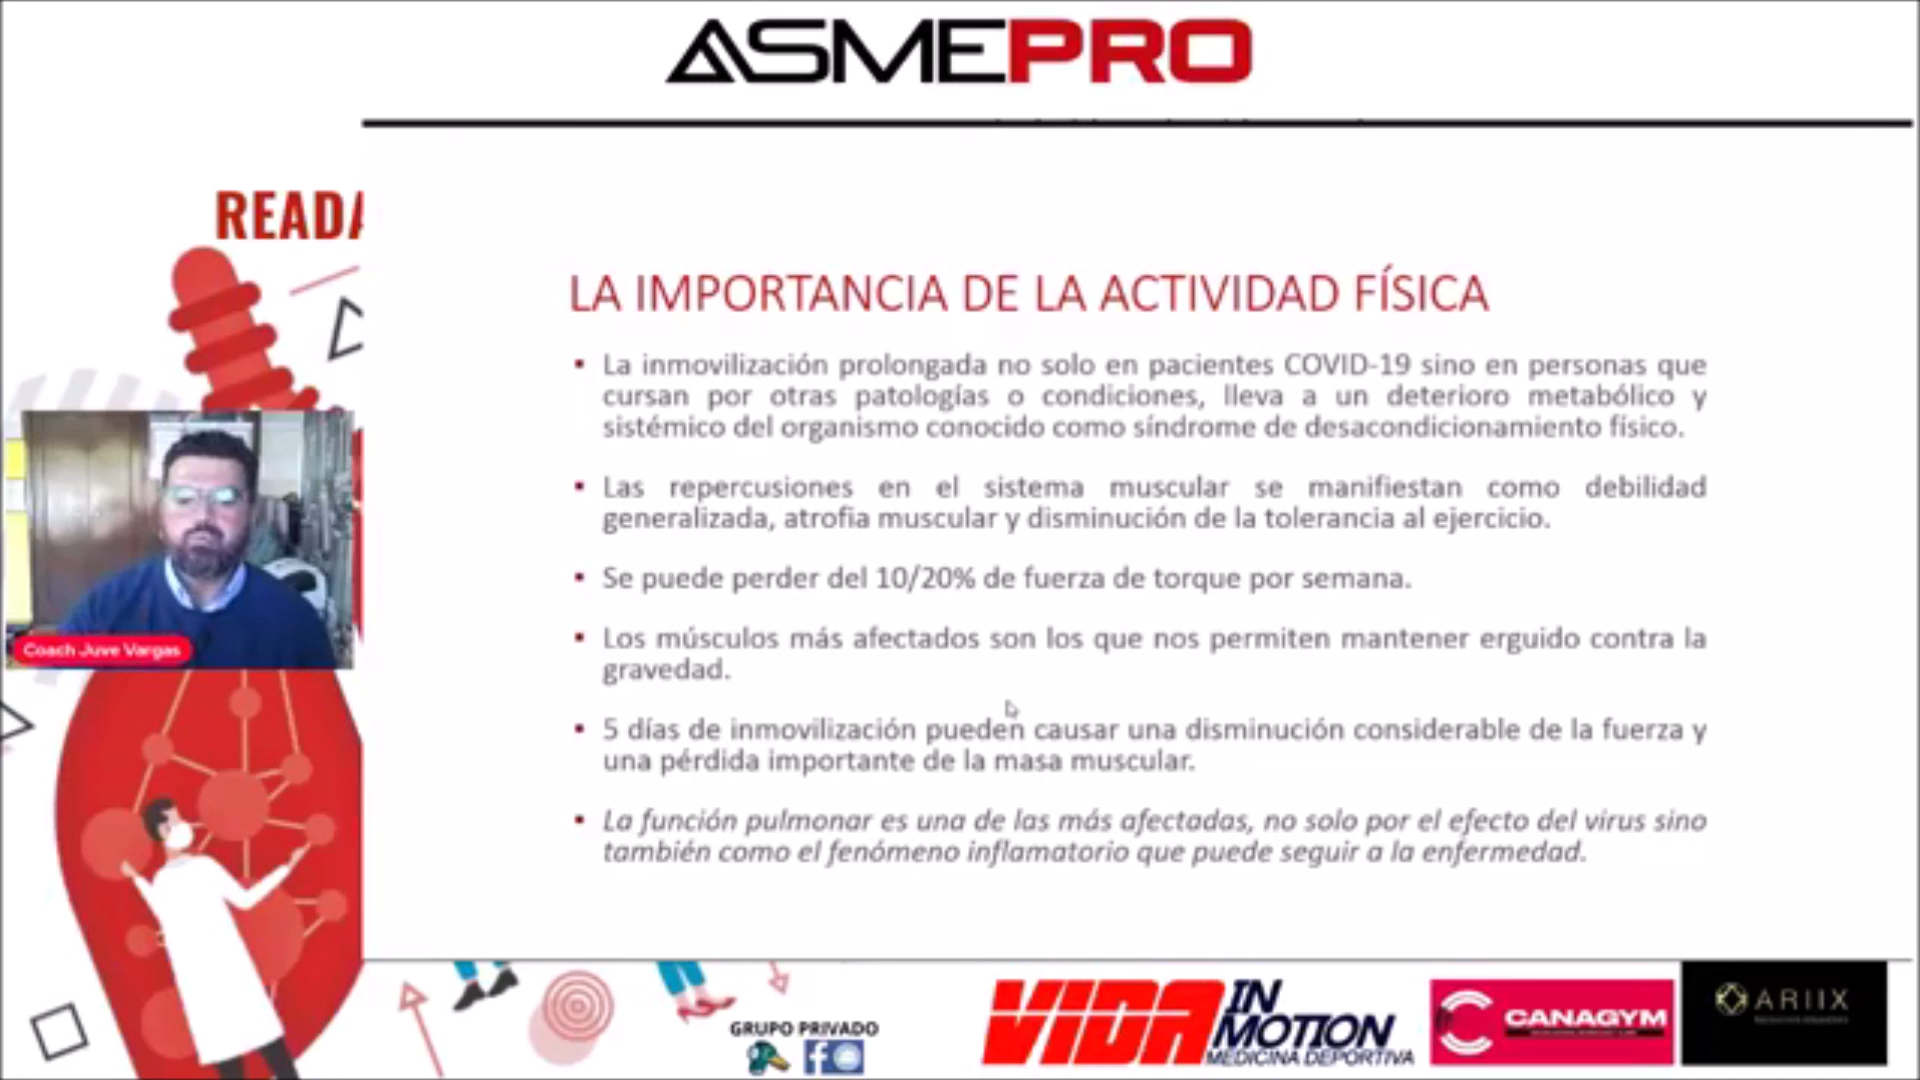 ASMEPRO
READA
LA IMPORTANCIA DE LA ACTIVIDAD FÍSICA
▪ La inmovilización prolongada no solo en pacientes COVID-19 sino en personas que
cursan por otras patologías o condiciones, lleva a un deterioro metabólico y
sistémico del organismo conocido como síndrome de desacondicionamiento físico.
▪ Las repercusiones en el sistema muscular se manifiestan como debilidad
generalizada, atrofia muscular y disminución de la tolerancia al ejercicio.
▪ Se puede perder del 10/20% de fuerza de torque por semana.
▪ Los músculos más afectados son los que nos permiten mantener erguido contra la
gravedad.
▪ 5 días de inmovilización pueden causar una disminución considerable de la fuerza y
una pérdida importante de la masa muscular.
▪ La función pulmonar es una de las más afectadas, no solo por el efecto del virus sino
también como el fenómeno inflamatorio que puede seguir a la enfermedad.
Coach Juve Vargas
GRUPO PRIVADO
VIDA IN
MOTION
MEDICINA DEPORTIVA
CANAGYM
ARIIX